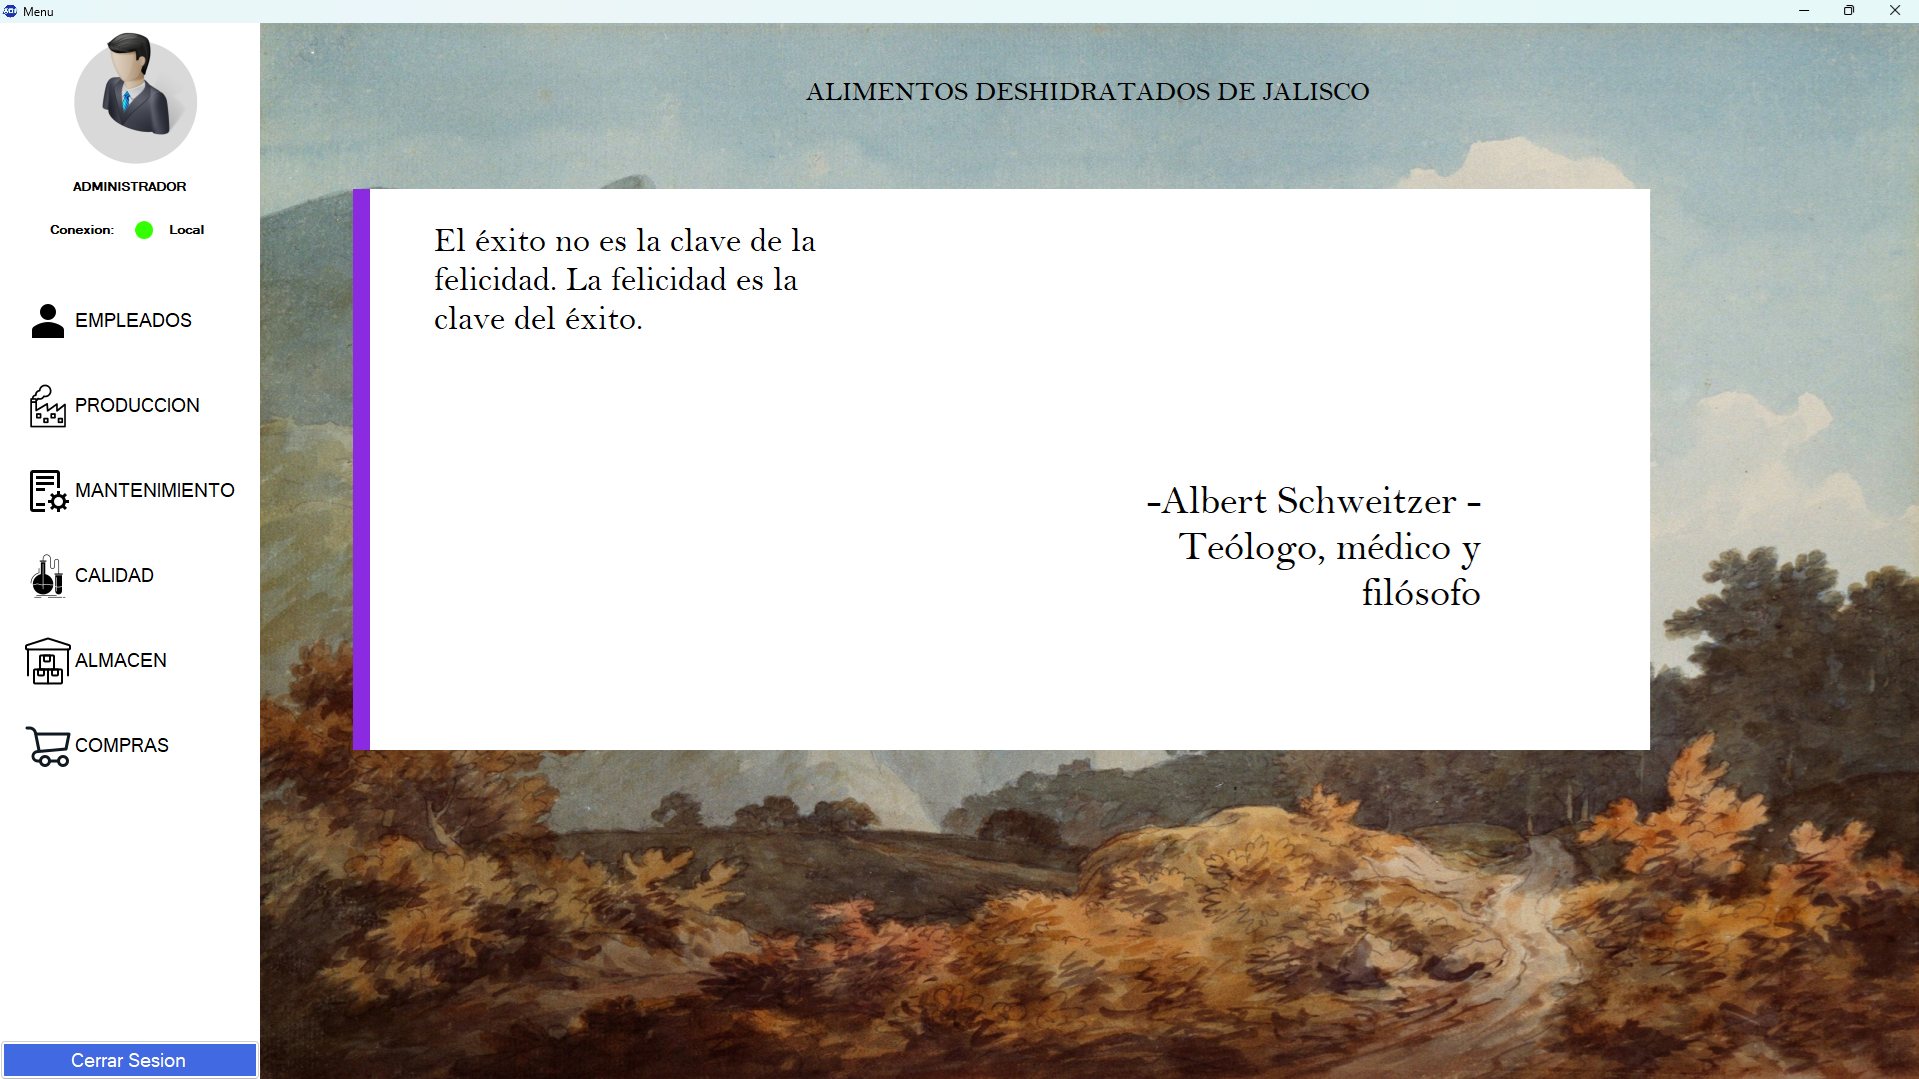 Menu
ADMINISTRADOR
Conexion: Local
EMPLEADOS
PRODUCCION
MANTENIMIENTO
CALIDAD
ALMACEN
COMPRAS
Cerrar Sesion
ALIMENTOS DESHIDRATADOS DE JALISCO
El éxito no es la clave de la
felicidad. La felicidad es la
clave del éxito.
-Albert Schweitzer -
Teólogo, médico y
filósofo